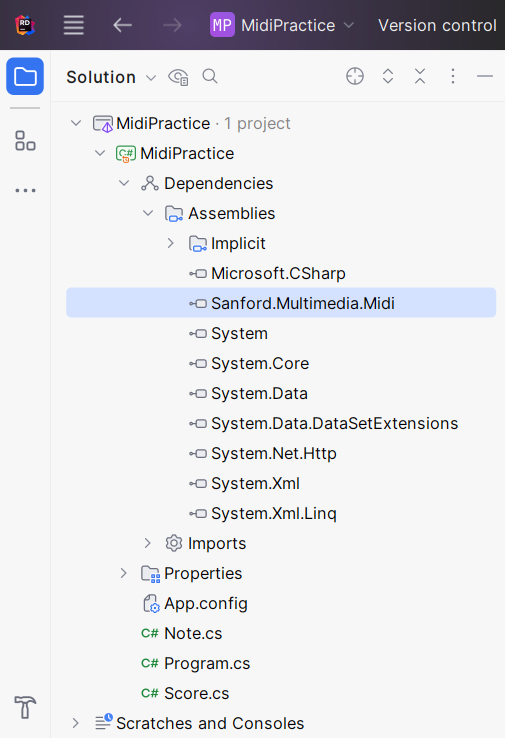 RD MP MidiPractice Version control
Solution
MidiPractice · 1 project
C# MidiPractice
Dependencies
Assemblies
Implicit
Microsoft.CSharp
Sanford.Multimedia.Midi
System
System.Core
System.Data
System.Data.DataSetExtensions
System.Net.Http
System.Xml
System.Xml.Linq
Imports
Properties
App.config
C# Note.cs
C# Program.cs
C# Score.cs
Scratches and Consoles